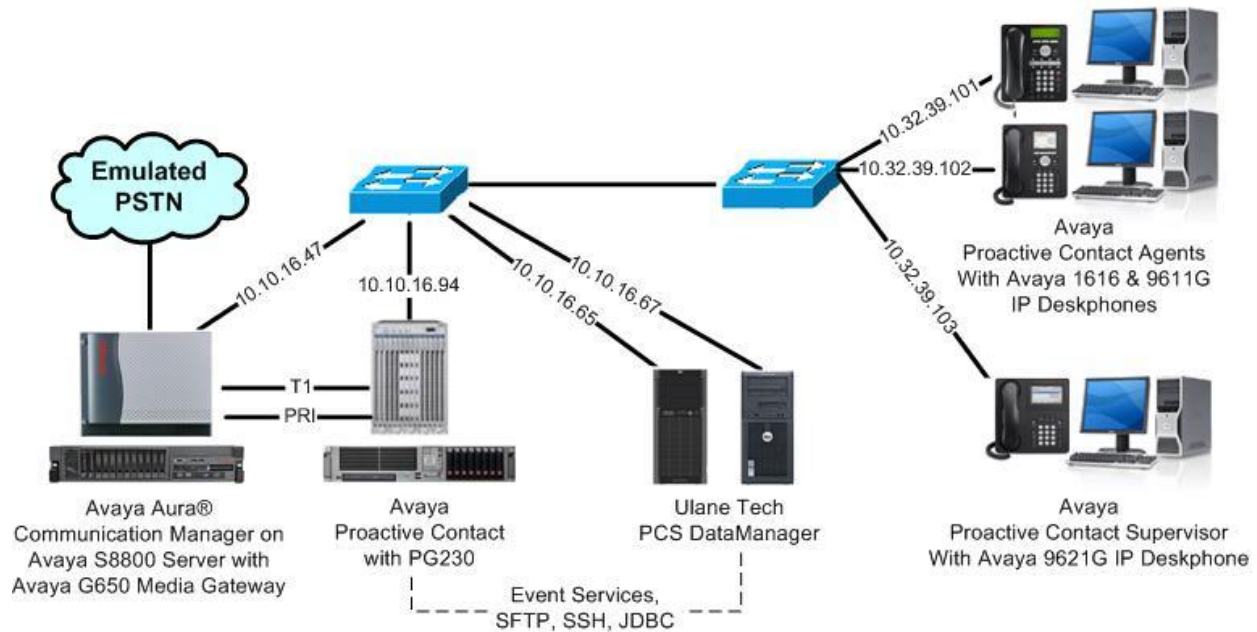 Emulated
PSTN
10.10.16.47
10.10.16.94
10.10.16.65
10.10.16.67
10.32.39.101
10.32.39.102
10.32.39.103
Avaya
Proactive Contact Agents
With Avaya 1616 & 9611G
IP Deskphones
T1
PRI
Avaya Aura®
Communication Manager on
Avaya S8800 Server with
Avaya G650 Media Gateway
Avaya
Proactive Contact
with PG230
Ulane Tech
PCS DataManager
Avaya
Proactive Contact Supervisor
With Avaya 9621G IP Deskphone
Event Services,
SFTP, SSH, JDBC